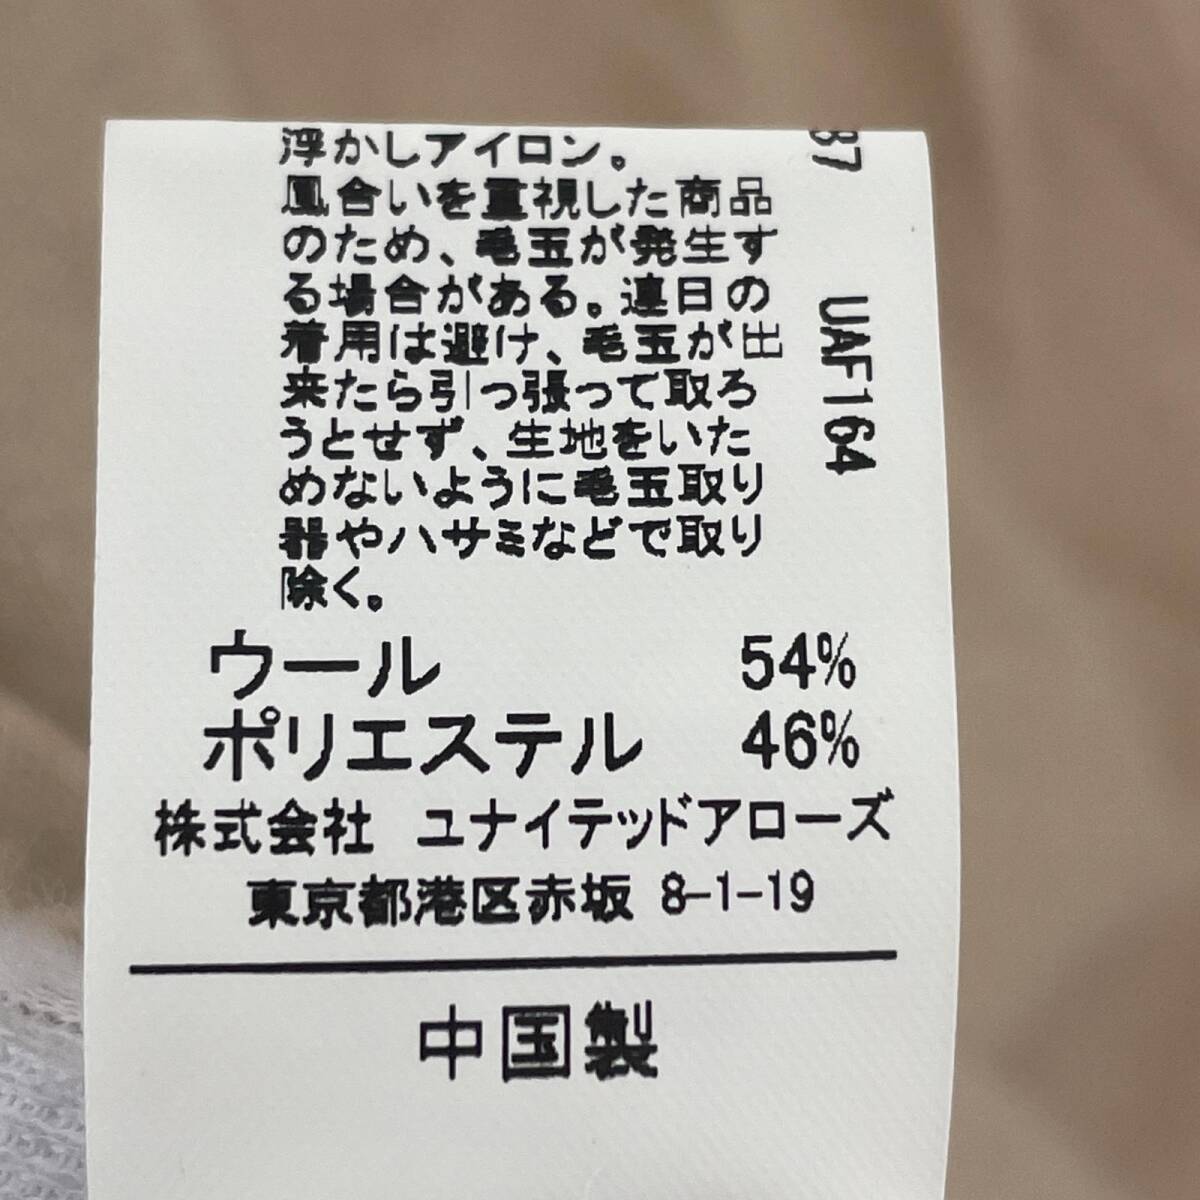 浮かしアイロン。
風合いを重視した商品
のため、毛玉が発生す
る場合がある。連日の
着用は避け、毛玉が出
来たら引っ張って取ろ
うとせず、生地をいた
めないように毛玉取り
器やハサミなどで取り
除く。
ウール 54%
ポリエステル 46%
株式会社 ユナイテッドアローズ
東京都港区赤坂 8-1-19
中国製
UAF164